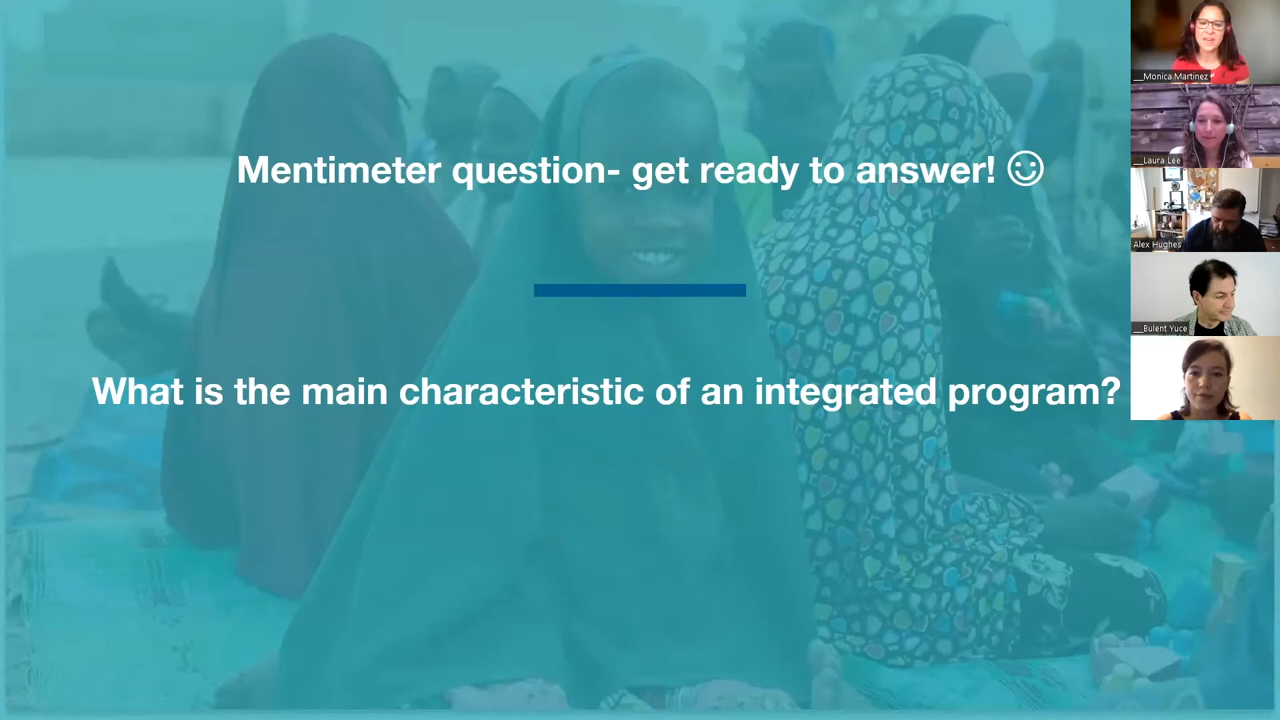 Mentimeter question- get ready to answer! ☺
What is the main characteristic of an integrated program?
__Monica Martinez
__Laura Lee
Alex Hughes
__Bulent Yuce